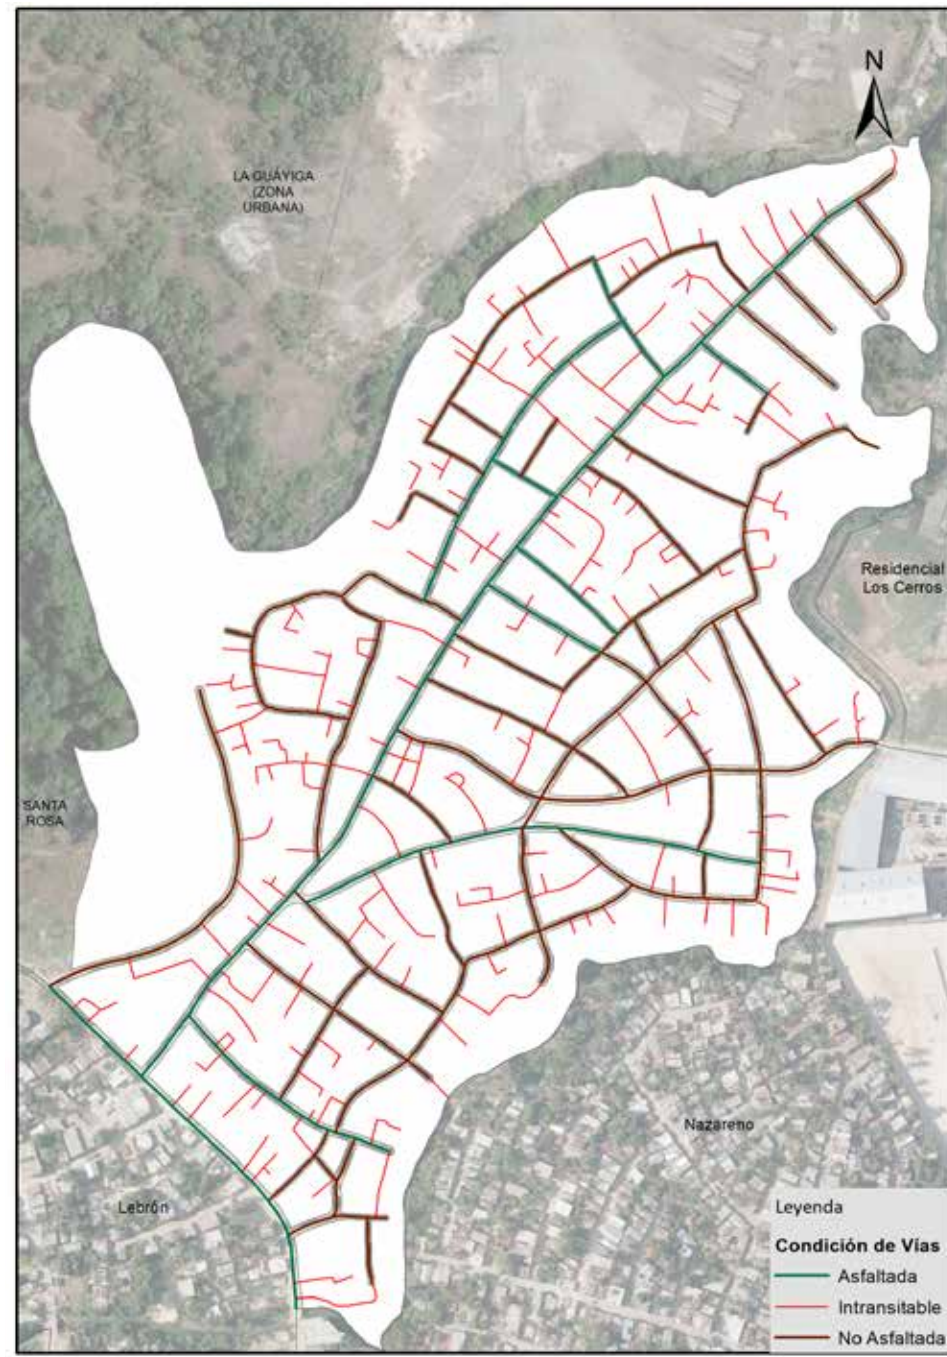 N
LA GUÁYIGA
(ZONA
URBANA)
Residencial
Los Cerros
SANTA
ROSA
Nazareno
Lebrón
Leyenda
Condición de Vías
Asfaltada
Intransitable
No Asfaltada